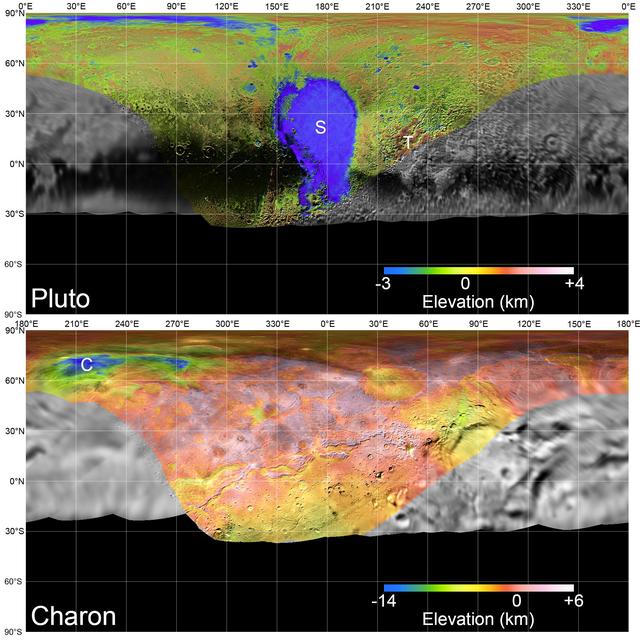 0°E 30°E 60°E 90°E 120°E 150°E 180°E 210°E 240°E 270°E 300°E 330°E 0°E
90°N
60°N
30°N
S
T
0°N
30°S
60°S
-3 0 +4
Elevation (km)
Pluto
90°S
180°E 210°E 240°E 270°E 300°E 330°E 0°E 30°E 60°E 90°E 120°E 150°E 180°E
90°N
C
60°N
30°N
0°N
30°S
60°S
-14 0 +6
Elevation (km)
Charon
90°S